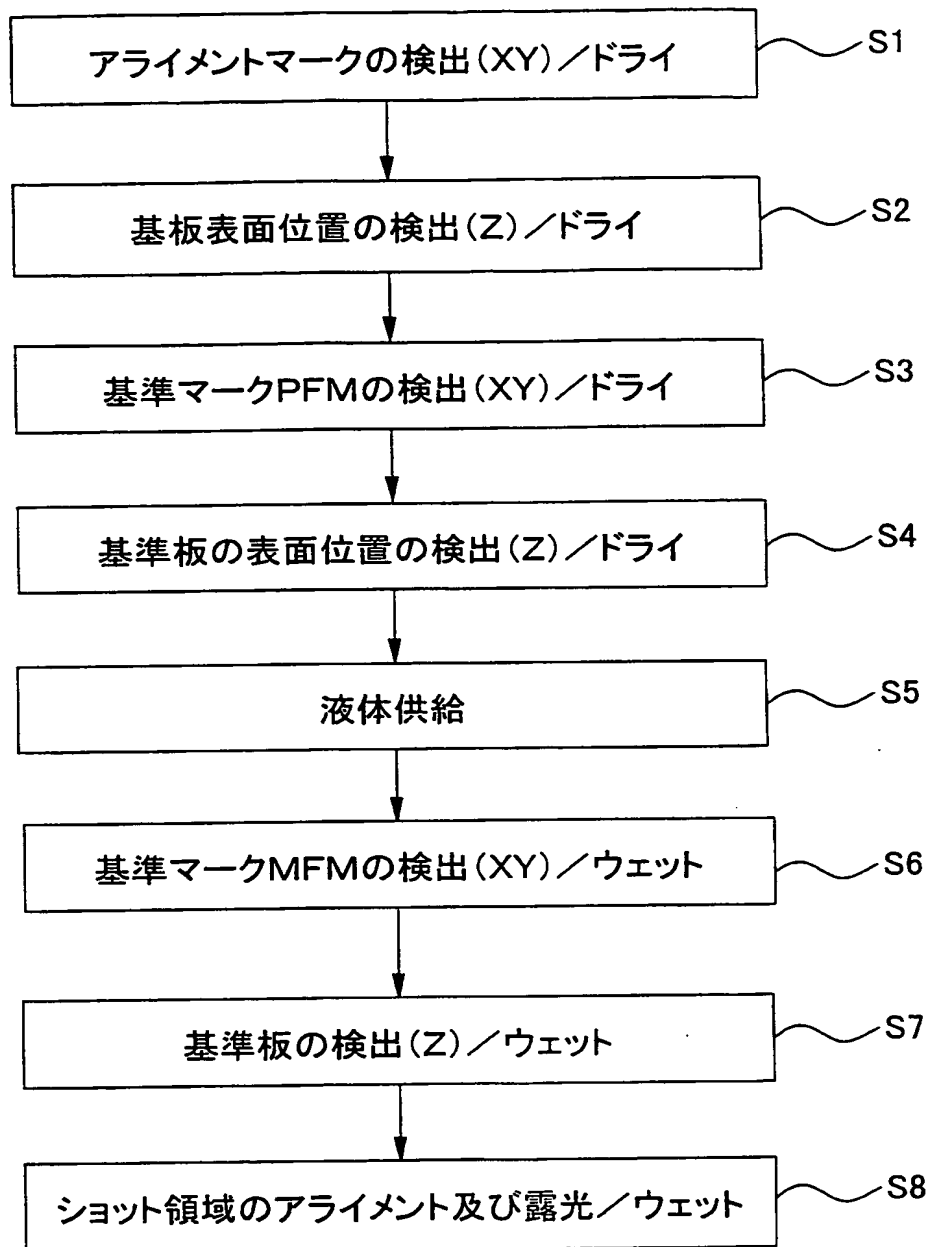 アライメントマークの検出(XY)／ドライ S1
基板表面位置の検出(Z)／ドライ S2
基準マークPFMの検出(XY)／ドライ S3
基準板の表面位置の検出(Z)／ドライ S4
液体供給 S5
基準マークMFMの検出(XY)／ウェット S6
基準板の検出(Z)／ウェット S7
ショット領域のアライメント及び露光／ウェット S8